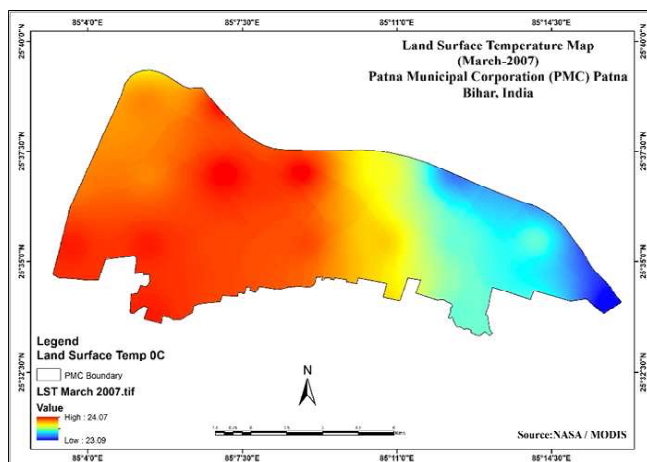 85°4'0"E 85°7'30"E 85°11'0"E 85°14'30"E
25°40'0"N 25°40'0"N
Land Surface Temperature Map
(March-2007)
Patna Municipal Corporation (PMC) Patna
Bihar, India
25°37'30"N 25°37'30"N
25°35'0"N 25°35'0"N
25°32'30"N 25°32'30"N
Legend
Land Surface Temp 0C
PMC Boundary
LST March 2007.tif
Value
High : 24.07
Low : 23.09
N
Source:NASA / MODIS
85°4'0"E 85°7'30"E 85°11'0"E 85°14'30"E